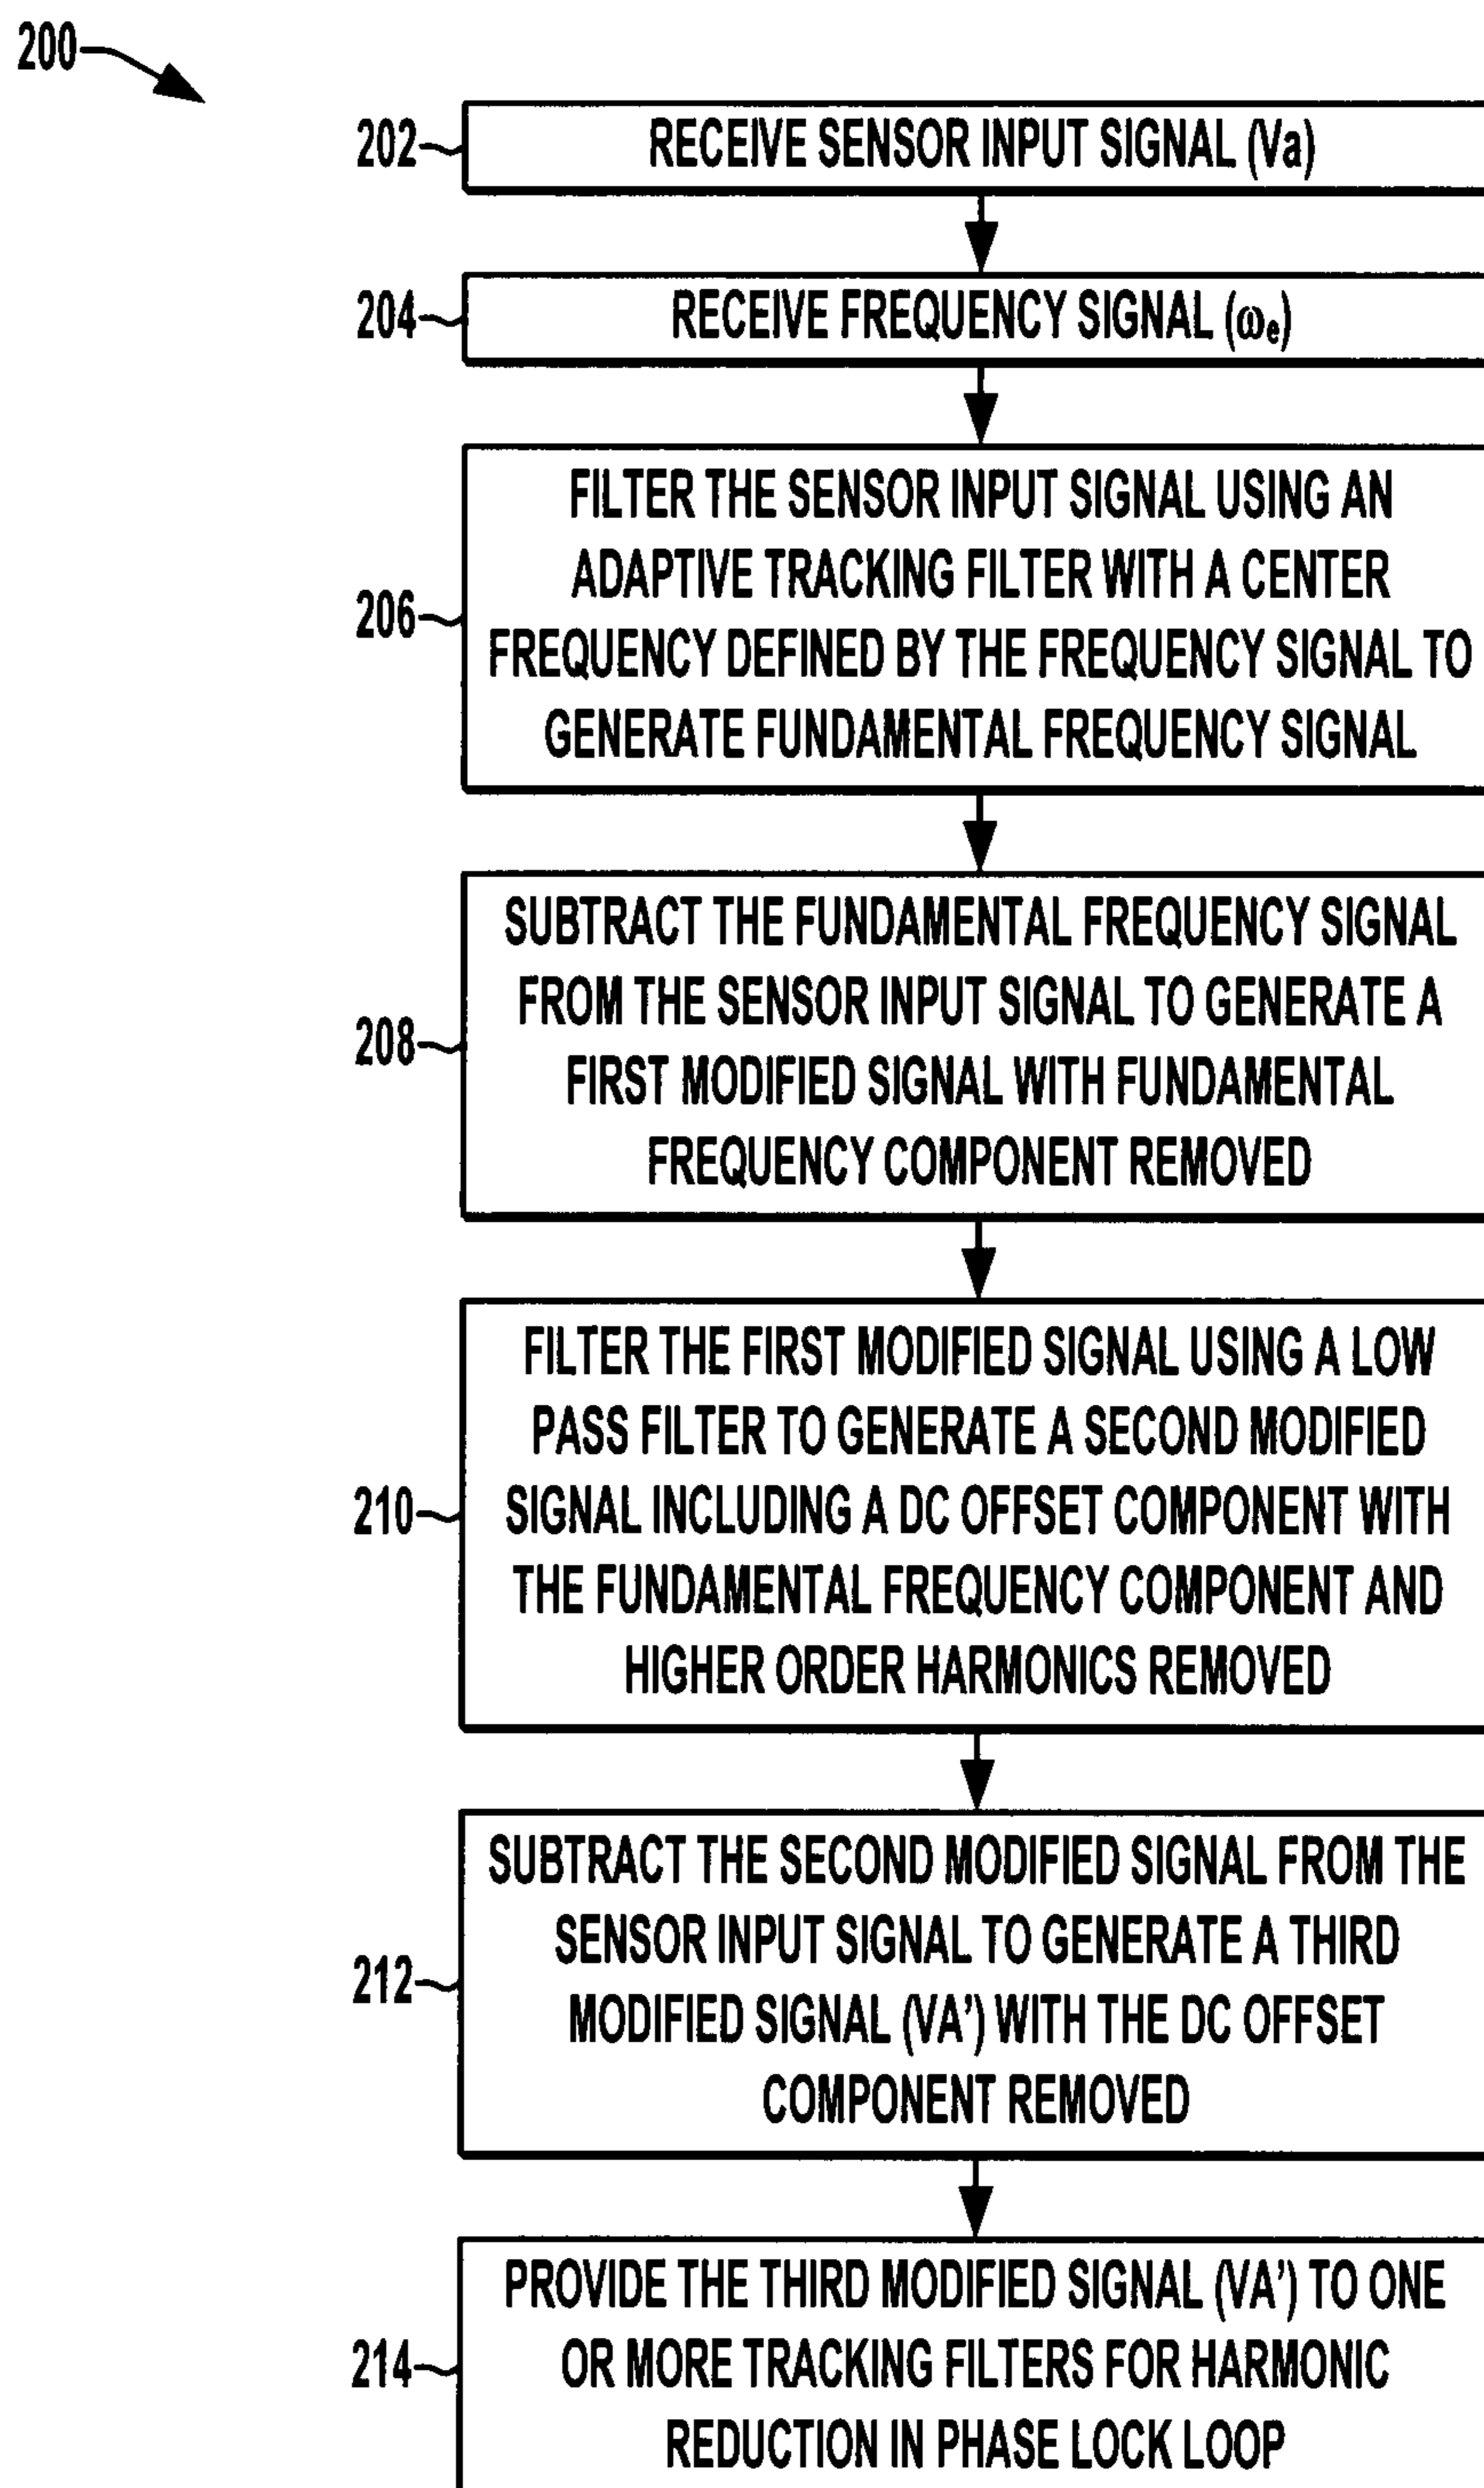 200
202
RECEIVE SENSOR INPUT SIGNAL (Va)
204
RECEIVE FREQUENCY SIGNAL (ωe)
206
FILTER THE SENSOR INPUT SIGNAL USING AN
ADAPTIVE TRACKING FILTER WITH A CENTER
FREQUENCY DEFINED BY THE FREQUENCY SIGNAL TO
GENERATE FUNDAMENTAL FREQUENCY SIGNAL
208
SUBTRACT THE FUNDAMENTAL FREQUENCY SIGNAL
FROM THE SENSOR INPUT SIGNAL TO GENERATE A
FIRST MODIFIED SIGNAL WITH FUNDAMENTAL
FREQUENCY COMPONENT REMOVED
210
FILTER THE FIRST MODIFIED SIGNAL USING A LOW
PASS FILTER TO GENERATE A SECOND MODIFIED
SIGNAL INCLUDING A DC OFFSET COMPONENT WITH
THE FUNDAMENTAL FREQUENCY COMPONENT AND
HIGHER ORDER HARMONICS REMOVED
212
SUBTRACT THE SECOND MODIFIED SIGNAL FROM THE
SENSOR INPUT SIGNAL TO GENERATE A THIRD
MODIFIED SIGNAL (VA') WITH THE DC OFFSET
COMPONENT REMOVED
214
PROVIDE THE THIRD MODIFIED SIGNAL (VA') TO ONE
OR MORE TRACKING FILTERS FOR HARMONIC
REDUCTION IN PHASE LOCK LOOP